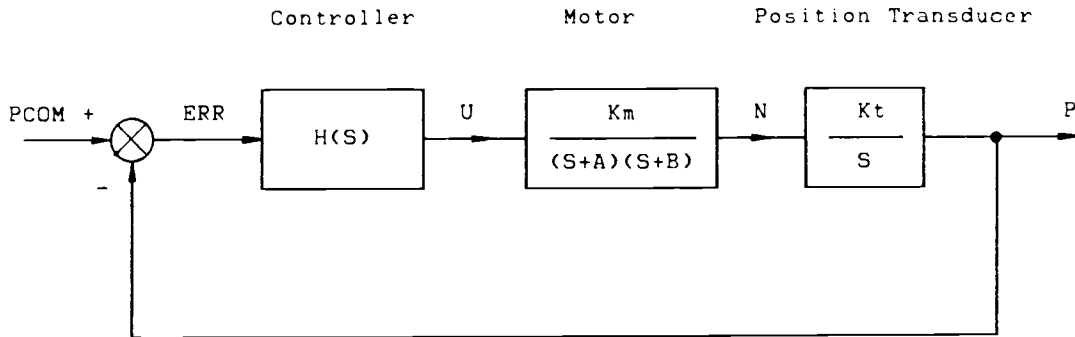 Controller Motor Position Transducer
PCOM + ERR H(S) U Km N Kt P
(S+A)(S+B) S
-